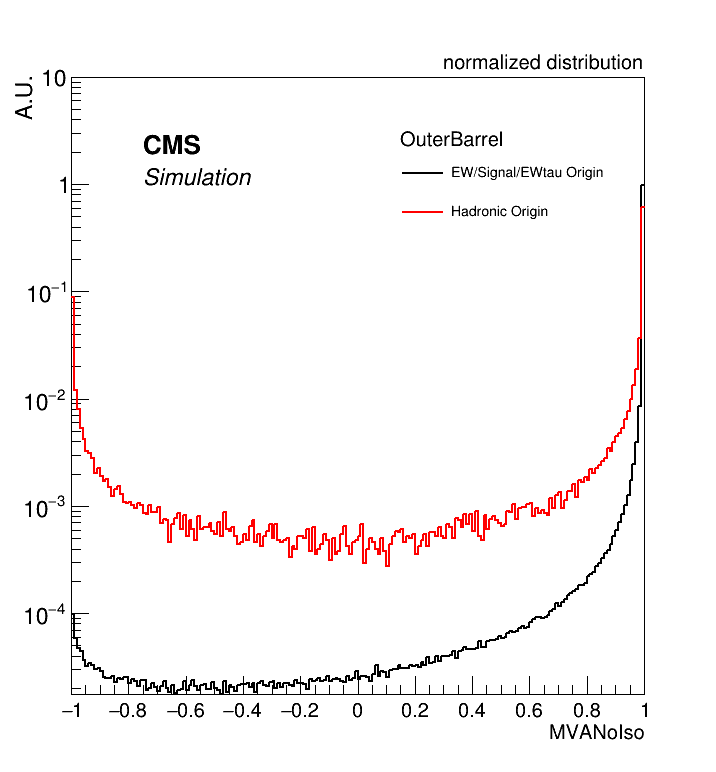 normalized distribution
A.U.
10
CMS
Simulation
OuterBarrel
EW/Signal/EWtau Origin
Hadronic Origin
1
10⁻¹
10⁻²
10⁻³
10⁻⁴
−1 −0.8 −0.6 −0.4 −0.2 0 0.2 0.4 0.6 0.8 1
MVANoIso